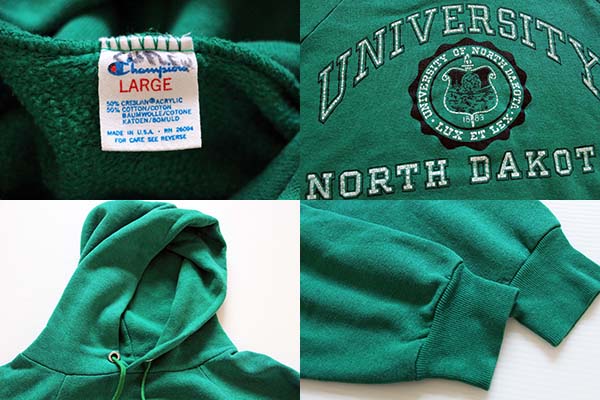 Champion
LARGE
50% CRESLAN® ACRYLIC
50% COTTON/COTON
BAUMWOLLE/COTONE
KATOEN/BOMULD
MADE IN U.S.A. • RN 26094
FOR CARE SEE REVERSE
UNIVERSITY
UNIVERSITY OF NORTH DAKOTA
1883
LUX ET LEX
NORTH DAKOT